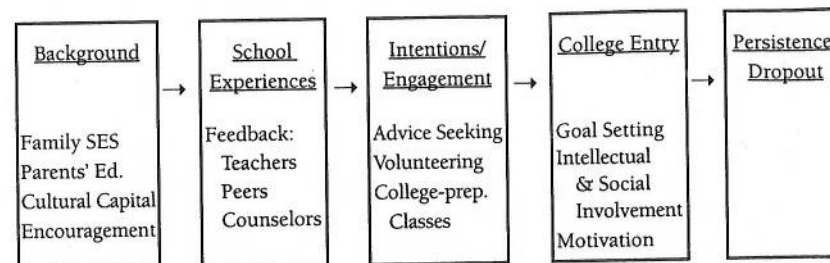 Background
Family SES
Parents' Ed.
Cultural Capital
Encouragement
School
Experiences
Feedback:
Teachers
Peers
Counselors
Intentions/
Engagement
Advice Seeking
Volunteering
College-prep.
Classes
College Entry
Goal Setting
Intellectual
& Social
Involvement
Motivation
Persistence
Dropout